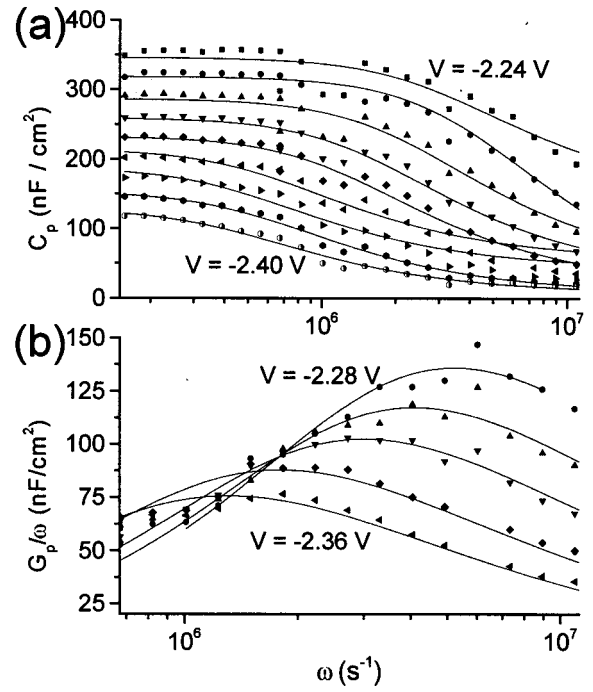 (a)
400
300
200
100
0
C_p (nF / cm²)
V = -2.24 V
V = -2.40 V
10⁶
10⁷
(b)
150
125
100
75
50
25
G_p/ω (nF/cm²)
V = -2.28 V
V = -2.36 V
10⁶
10⁷
ω (s⁻¹)